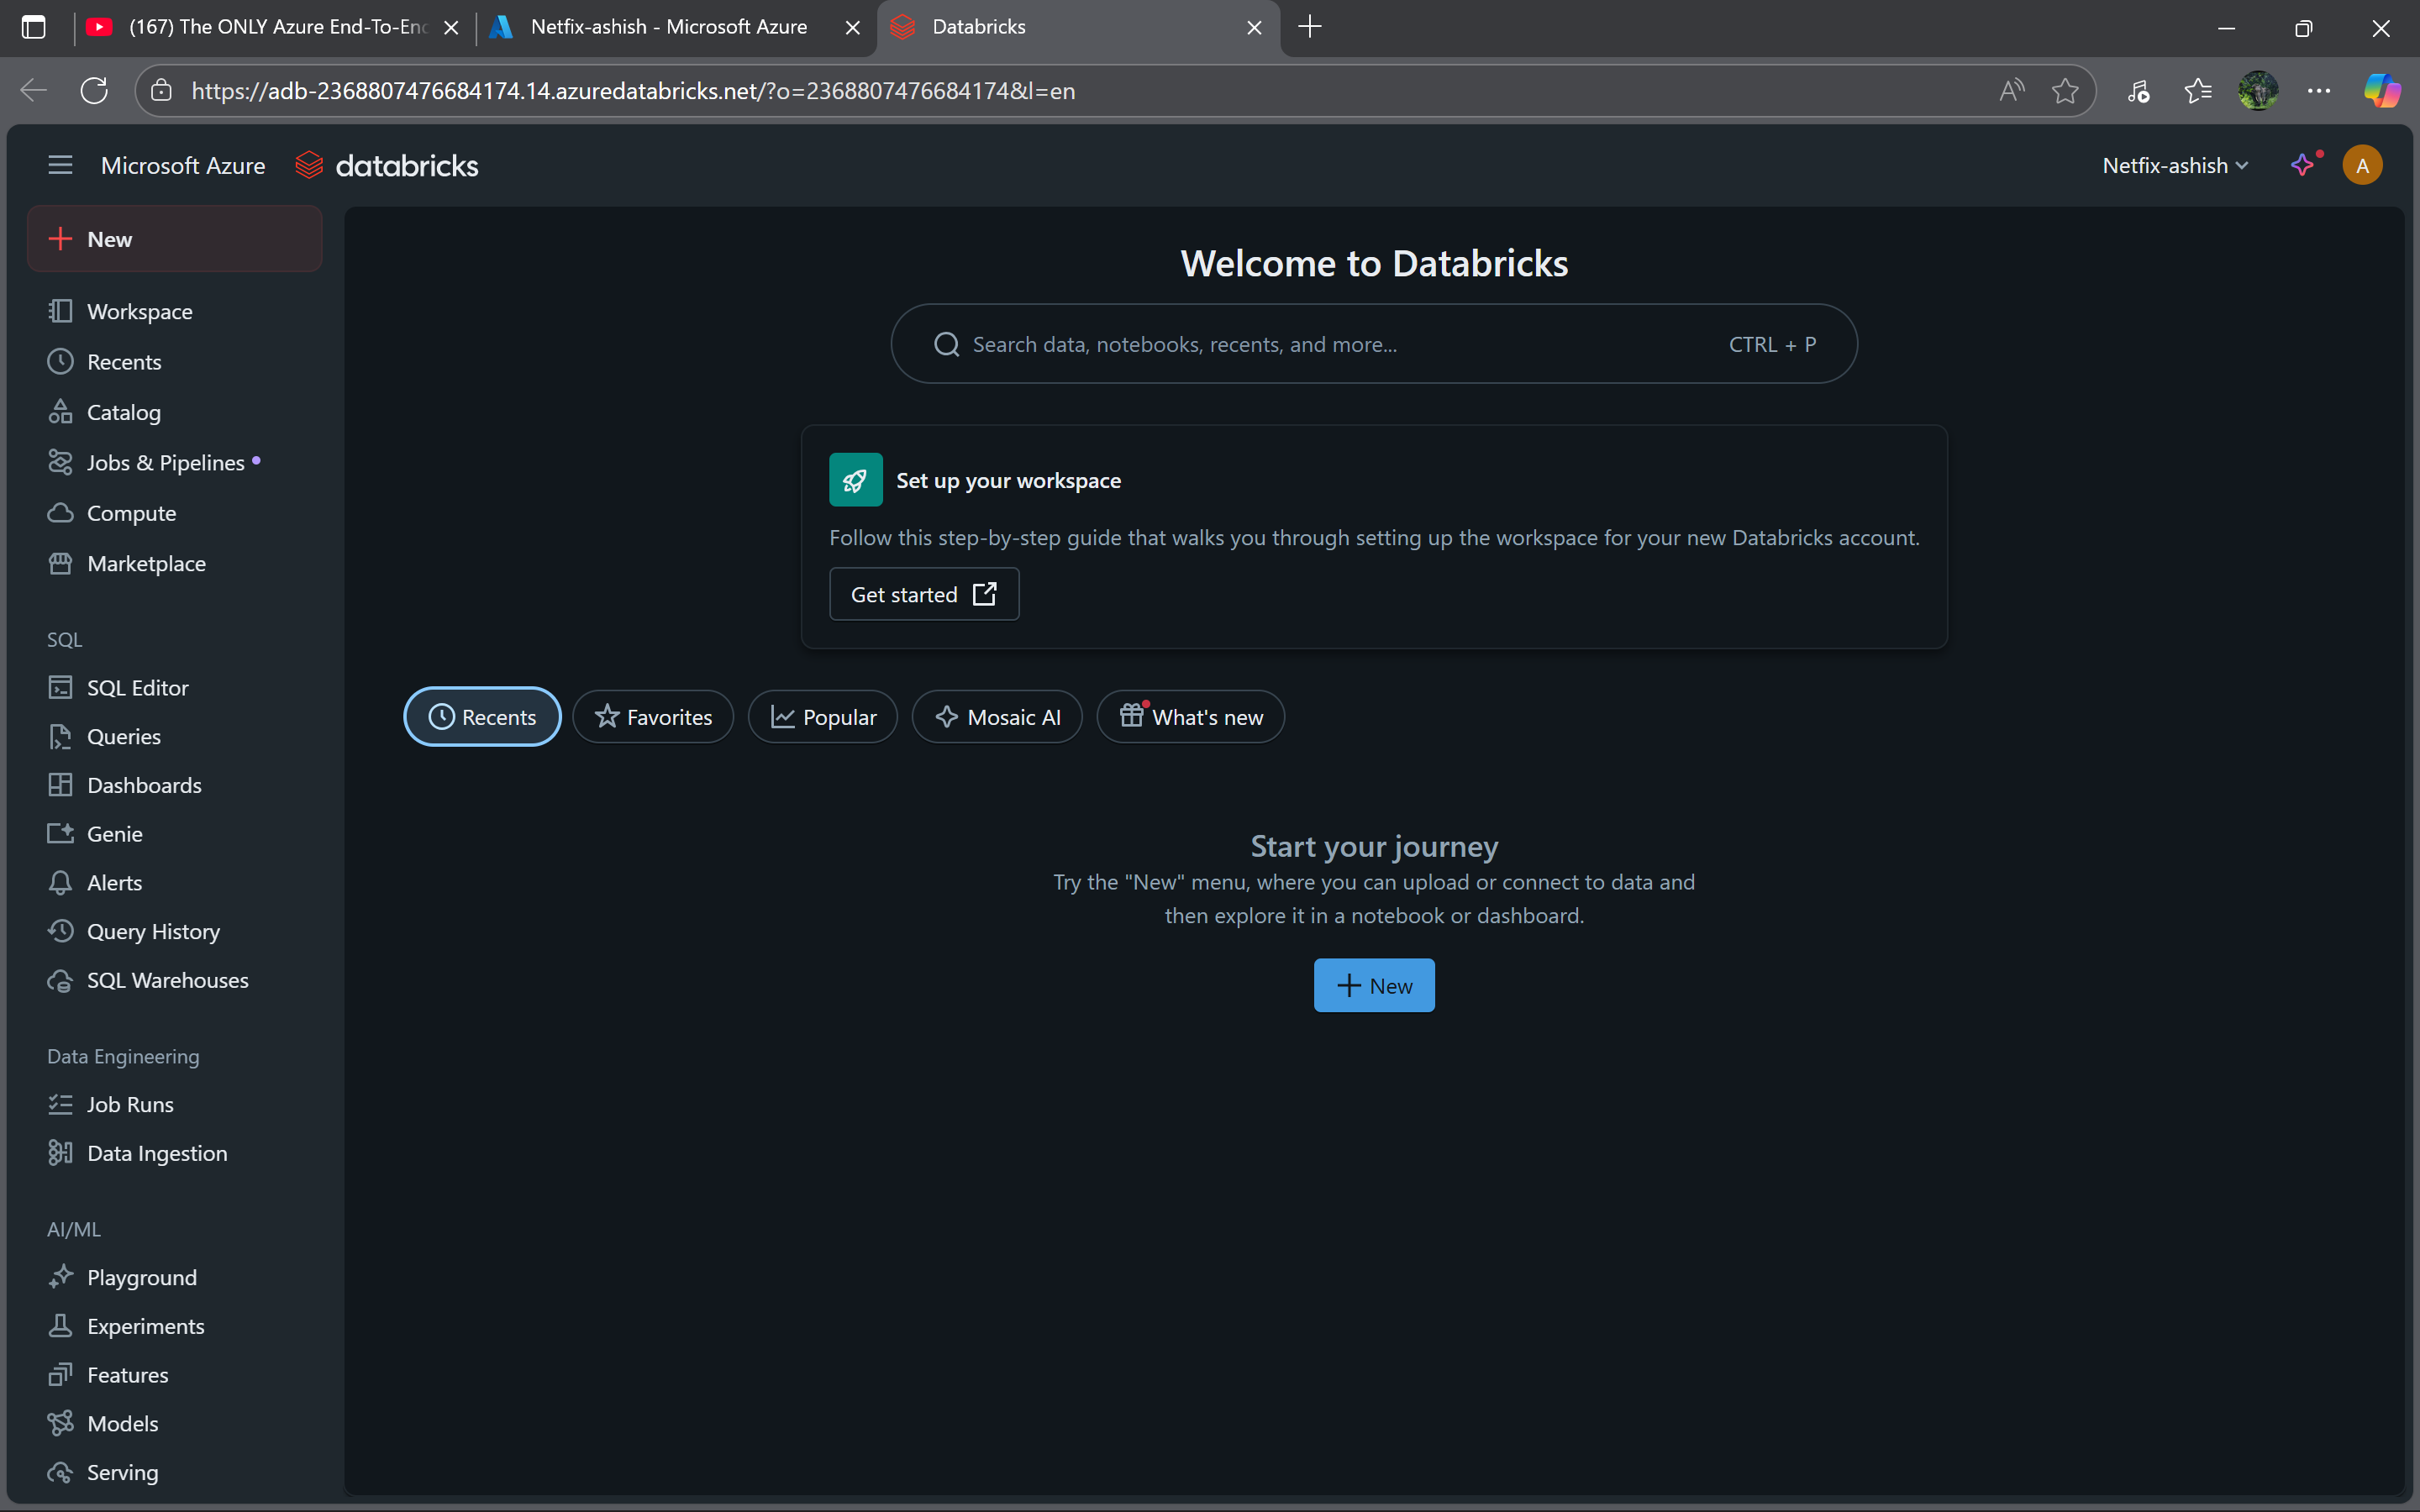 (167) The ONLY Azure End-To-End
Netfix-ashish - Microsoft Azure
Databricks
https://adb-2368807476684174.14.azuredatabricks.net/?o=2368807476684174&l=en
Microsoft Azure databricks
Netfix-ashish
A
New
Workspace
Recents
Catalog
Jobs & Pipelines
Compute
Marketplace
SQL
SQL Editor
Queries
Dashboards
Genie
Alerts
Query History
SQL Warehouses
Data Engineering
Job Runs
Data Ingestion
AI/ML
Playground
Experiments
Features
Models
Serving
Welcome to Databricks
Search data, notebooks, recents, and more... CTRL + P
Set up your workspace
Follow this step-by-step guide that walks you through setting up the workspace for your new Databricks account.
Get started
Recents Favorites Popular Mosaic AI What's new
Start your journey
Try the "New" menu, where you can upload or connect to data and
then explore it in a notebook or dashboard.
New